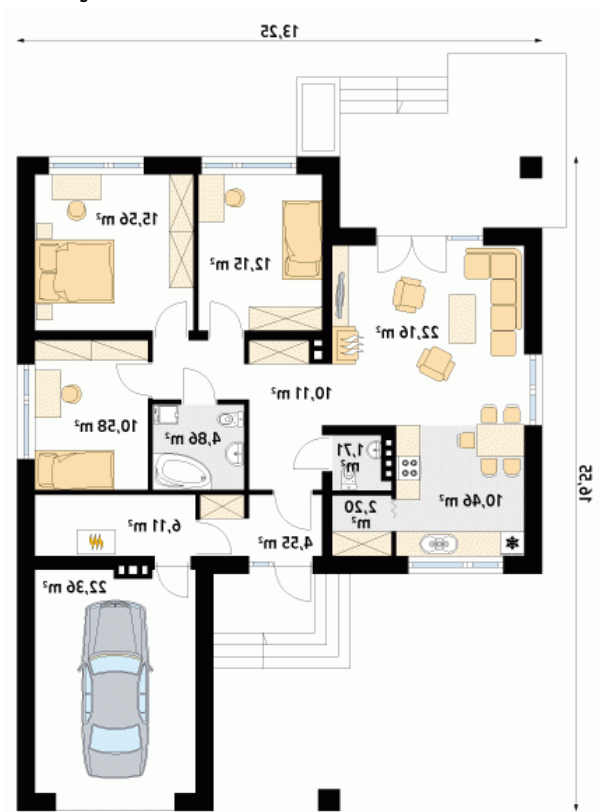 13,25
15,56 m²
12,15 m²
22,16 m²
10,11 m²
10,58 m²
4,86 m²
1,71
m²
16,55
10,46 m²
2,20
m²
6,11 m²
4,55 m²
22,36 m²